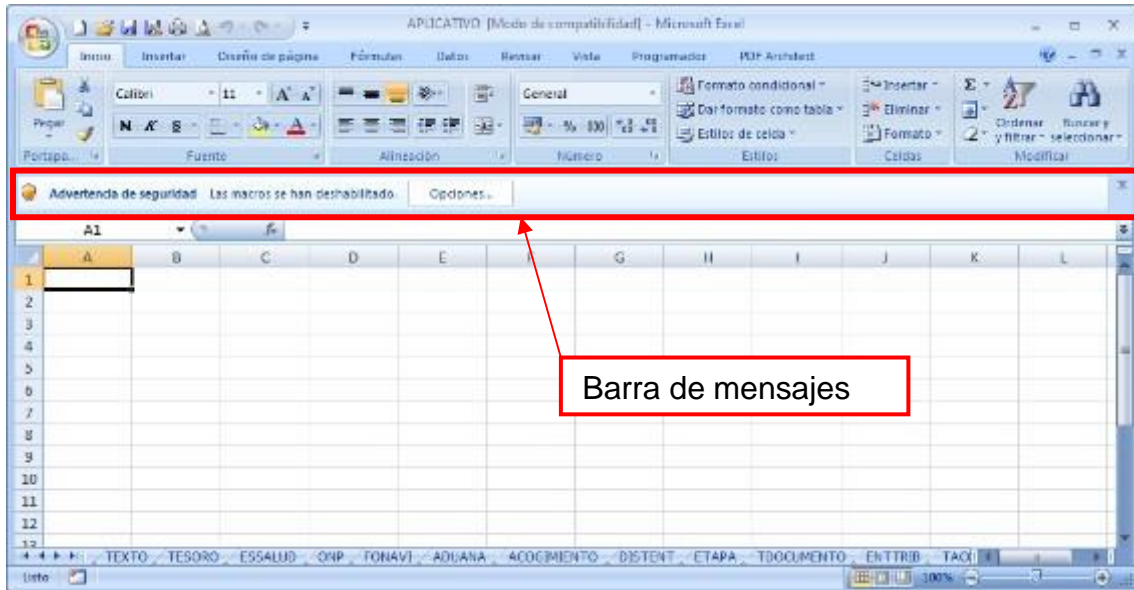 APLICATIVO [Modo de compatibilidad] - Microsoft Excel
Inicio Insertar Diseño de página Fórmulas Datos Revisar Vista Programador PDF Architect
Pegar
Calibri 11 A A
N K S A
General
% 000
Formato condicional
Dar formato como tabla
Estilos de celda
Insertar
Eliminar
Formato
Σ
Ordenar y filtrar
Buscar y seleccionar
Portapa... Fuente Alineación Número Estilos Celdas Modificar
Advertencia de seguridad Las macros se han deshabilitado. Opciones...
A1 fx
A B C D E F G H I J K L
1
2
3
4
5
6
7
8
9
10
11
12
13
Barra de mensajes
TEXTO TESORO ESSALUD ONP FONAVI ADUANA ACOGIMIENTO DISTENT ETAPA TDOCUMENTO ENTTRIB
Listo 100%